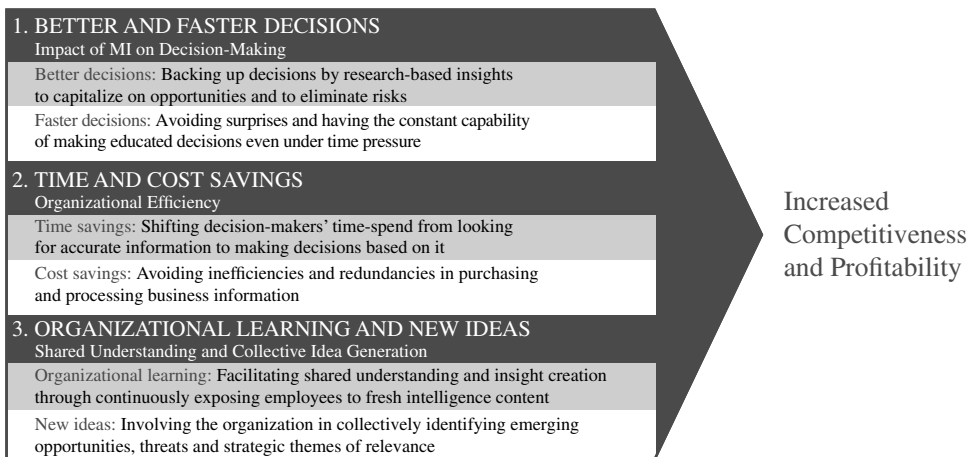 1. BETTER AND FASTER DECISIONS
Impact of MI on Decision-Making
Better decisions: Backing up decisions by research-based insights
to capitalize on opportunities and to eliminate risks
Faster decisions: Avoiding surprises and having the constant capability
of making educated decisions even under time pressure
2. TIME AND COST SAVINGS
Organizational Efficiency
Time savings: Shifting decision-makers’ time-spend from looking
for accurate information to making decisions based on it
Cost savings: Avoiding inefficiencies and redundancies in purchasing
and processing business information
3. ORGANIZATIONAL LEARNING AND NEW IDEAS
Shared Understanding and Collective Idea Generation
Organizational learning: Facilitating shared understanding and insight creation
through continuously exposing employees to fresh intelligence content
New ideas: Involving the organization in collectively identifying emerging
opportunities, threats and strategic themes of relevance
Increased
Competitiveness
and Profitability